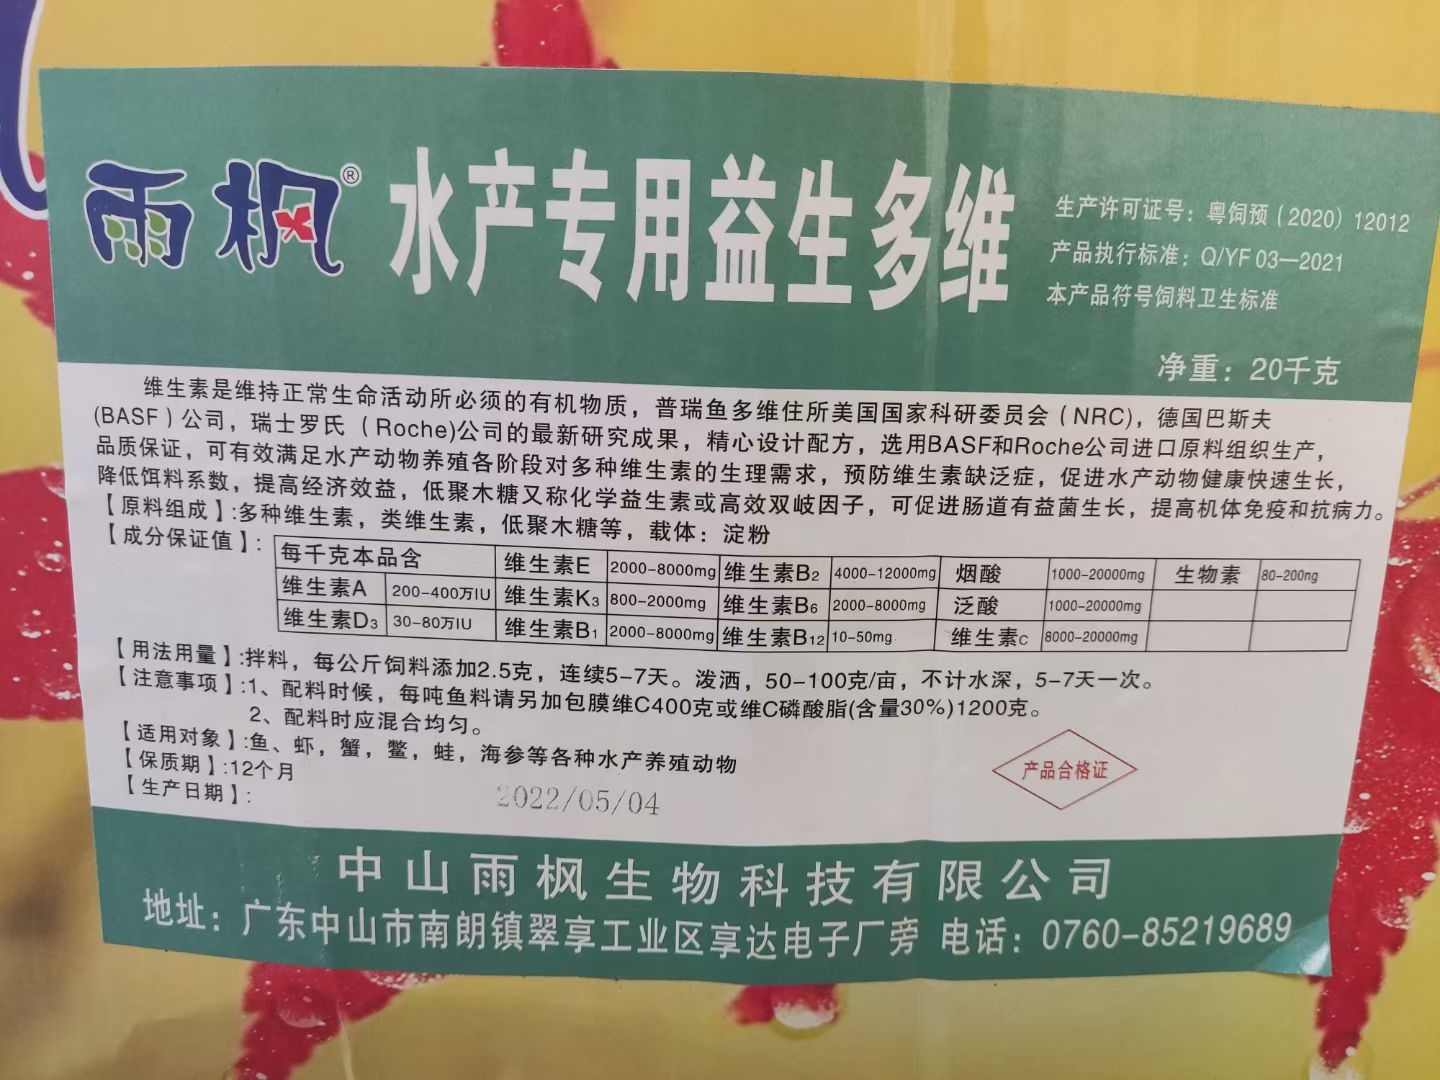 雨枫® 水产专用益生多维
生产许可证号：粤饲预（2020）12012
产品执行标准：Q/YF 03—2021
本产品符号饲料卫生标准
净重：20千克
维生素是维持正常生命活动所必须的有机物质，普瑞鱼多维住所美国国家科研委员会（NRC)，德国巴斯夫
(BASF）公司，瑞士罗氏（Roche)公司的最新研究成果，精心设计配方，选用BASF和Roche公司进口原料组织生产，
品质保证，可有效满足水产动物养殖各阶段对多种维生素的生理需求，预防维生素缺泛症，促进水产动物健康快速生长，
降低饵料系数，提高经济效益，低聚木糖又称化学益生素或高效双岐因子，可促进肠道有益菌生长，提高机体免疫和抗病力。
【原料组成】:多种维生素，类维生素，低聚木糖等，载体：淀粉
【成分保证值】：
每千克本品含 维生素E 2000-8000mg 维生素B2 4000-12000mg 烟酸 1000-20000mg 生物素 80-200ng
维生素A 200-400万IU 维生素K3 800-2000mg 维生素B6 2000-8000mg 泛酸 1000-20000mg
维生素D3 30-80万IU 维生素B1 2000-8000mg 维生素B12 10-50mg 维生素C 8000-20000mg
【用法用量】:拌料，每公斤饲料添加2.5克，连续5-7天。泼洒，50-100克/亩，不计水深，5-7天一次。
【注意事项】:1、配料时候，每吨鱼料请另加包膜维C400克或维C磷酸脂(含量30%)1200克。
2、配料时应混合均匀。
【适用对象】:鱼、虾，蟹，鳖，蛙，海参等各种水产养殖动物
【保质期】:12个月
【生产日期】:
2022/05/04
产品合格证
中山雨枫生物科技有限公司
地址：广东中山市南朗镇翠享工业区享达电子厂旁 电话：0760-85219689